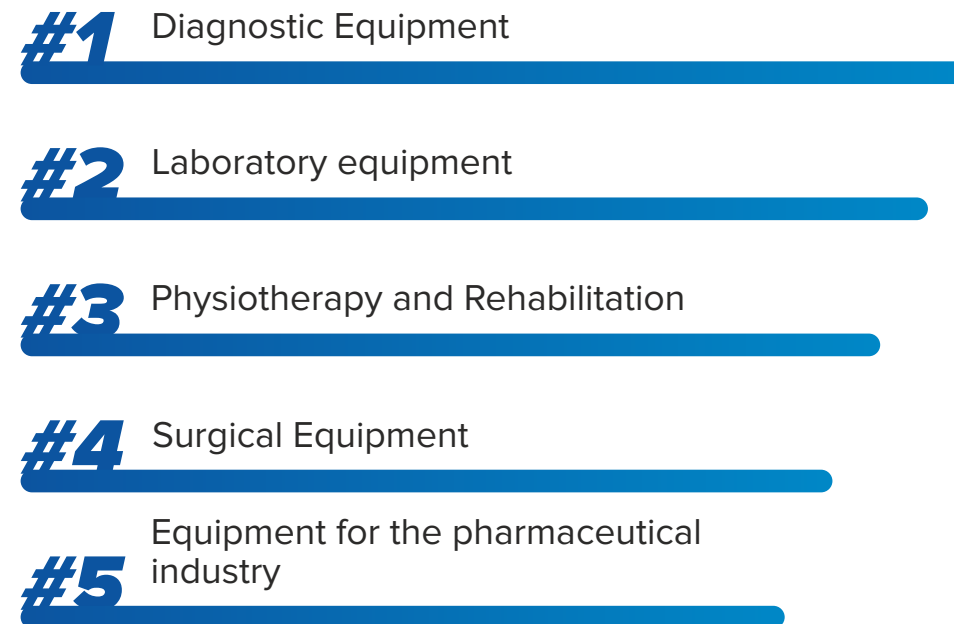 #1 Diagnostic Equipment
#2 Laboratory equipment
#3 Physiotherapy and Rehabilitation
#4 Surgical Equipment
Equipment for the pharmaceutical
#5 industry